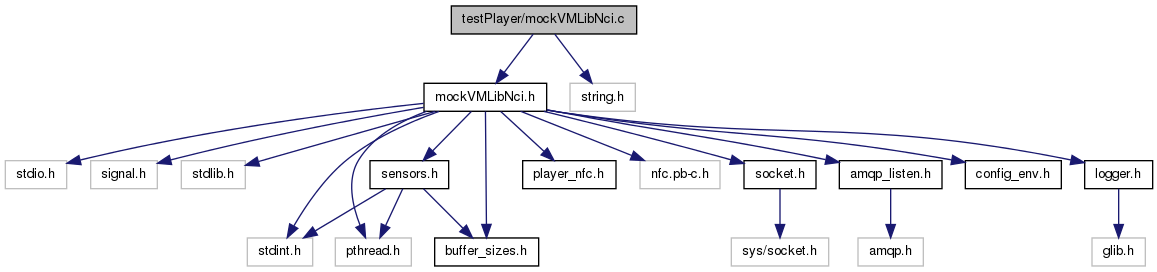 testPlayer/mockVMLibNci.c
mockVMLibNci.h
string.h
stdio.h
signal.h
stdlib.h
sensors.h
player_nfc.h
nfc.pb-c.h
socket.h
amqp_listen.h
config_env.h
logger.h
stdint.h
pthread.h
buffer_sizes.h
sys/socket.h
amqp.h
glib.h